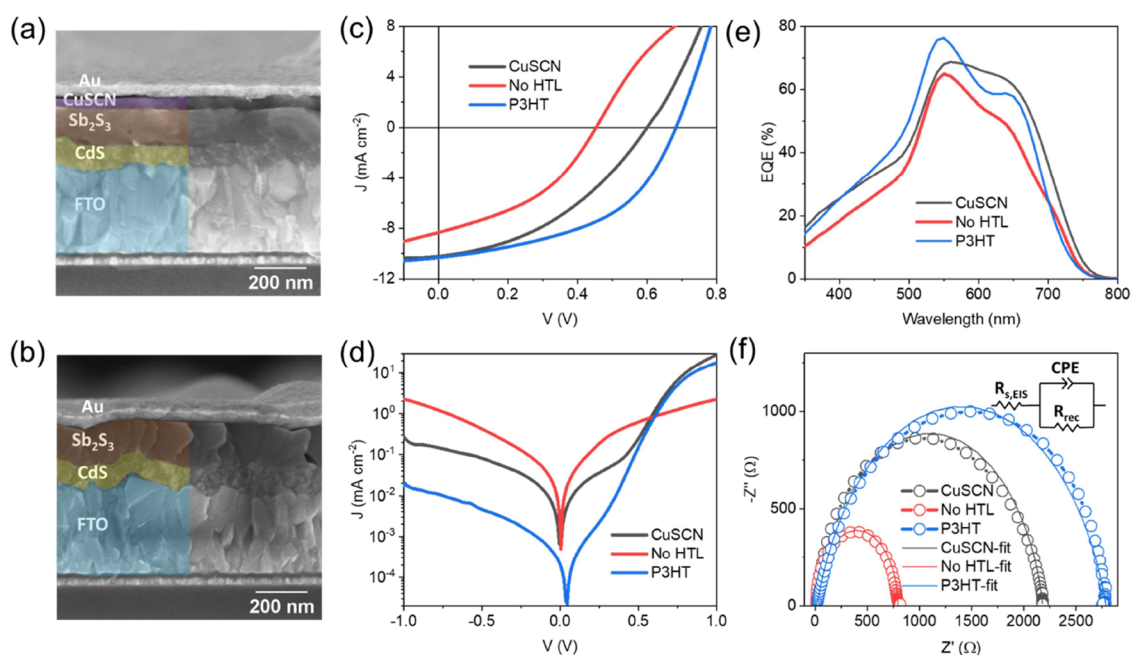 (a)
Au
CuSCN
Sb₂S₃
CdS
FTO
200 nm
(b)
Au
Sb₂S₃
CdS
FTO
200 nm
(c)
8
4
0
-4
-8
-12
J (mA cm⁻²)
CuSCN
No HTL
P3HT
0.0 0.2 0.4 0.6 0.8
V (V)
(d)
10¹
10⁰
10⁻¹
10⁻²
10⁻³
10⁻⁴
J (mA cm⁻²)
CuSCN
No HTL
P3HT
-1.0 -0.5 0.0 0.5 1.0
V (V)
(e)
80
60
40
20
0
EQE (%)
CuSCN
No HTL
P3HT
400 500 600 700 800
Wavelength (nm)
(f)
1000
500
0
-Z'' (Ω)
CPE
Rs,EIS
Rrec
CuSCN
No HTL
P3HT
CuSCN-fit
No HTL-fit
P3HT-fit
0 500 1000 1500 2000 2500
Z' (Ω)